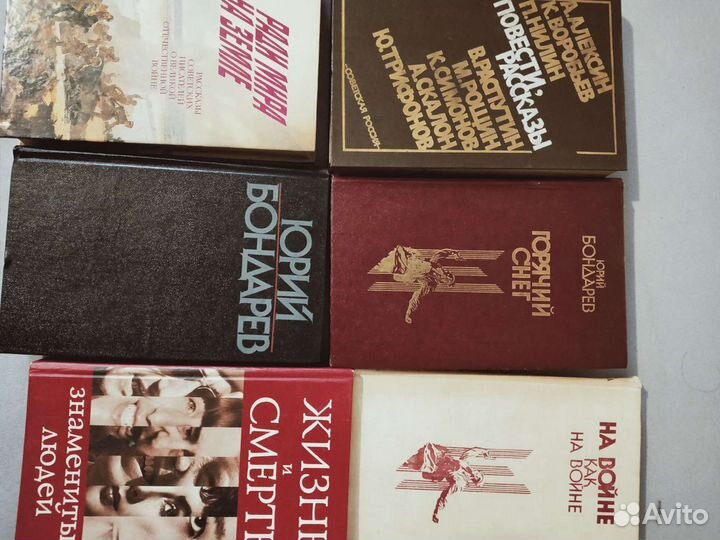 РАДИ МИРА
НА ЗЕМЛЕ
РАССКАЗЫ
СОВЕТСКИХ
ПИСАТЕЛЕЙ
О ВЕЛИКОЙ
ОТЕЧЕСТВЕННОЙ
ВОЙНЕ
А. АЛЕКСИН
К. ВОРОБЬЕВ
П. НИЛИН
ПОВЕСТИ,
РАССКАЗЫ
В. РАСПУТИН
М. РОЩИН
К. СИМОНОВ
А. СКАЛОН
Ю. ТРИФОНОВ
«СОВЕТСКАЯ РОССИЯ»
ЮРИЙ
БОНДАРЕВ
ЮРИЙ
БОНДАРЕВ
ГОРЯЧИЙ
СНЕГ
ЖИЗНЬ
И
СМЕРТЬ
ЗНАМЕНИТЫ
ЛЮДЕЙ
НА ВОЙНЕ
КАК
НА ВОЙНЕ
Avito